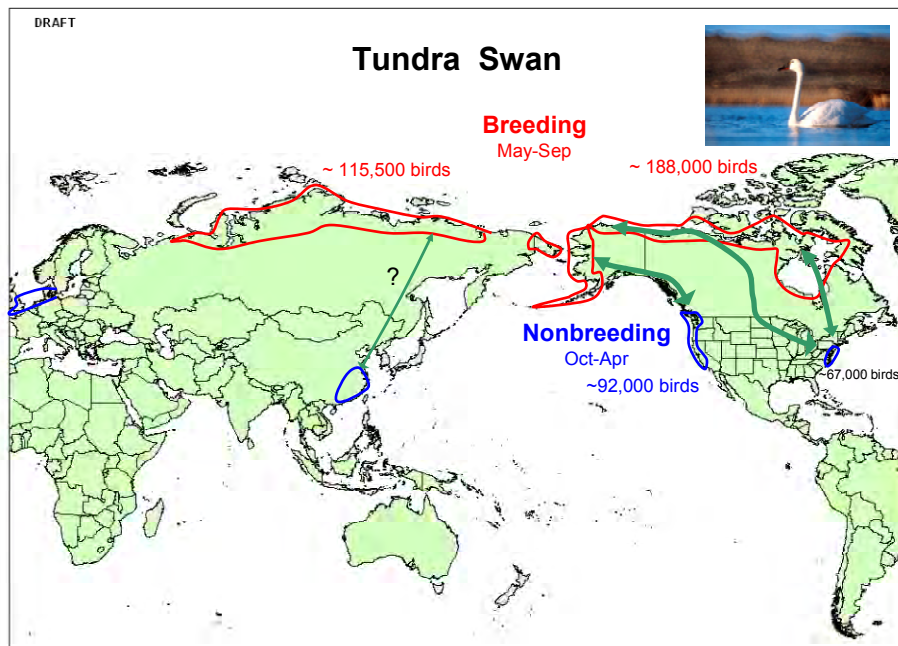 DRAFT
Tundra Swan
Breeding
May-Sep
~ 115,500 birds
~ 188,000 birds
?
Nonbreeding
Oct-Apr
~92,000 birds
~67,000 birds